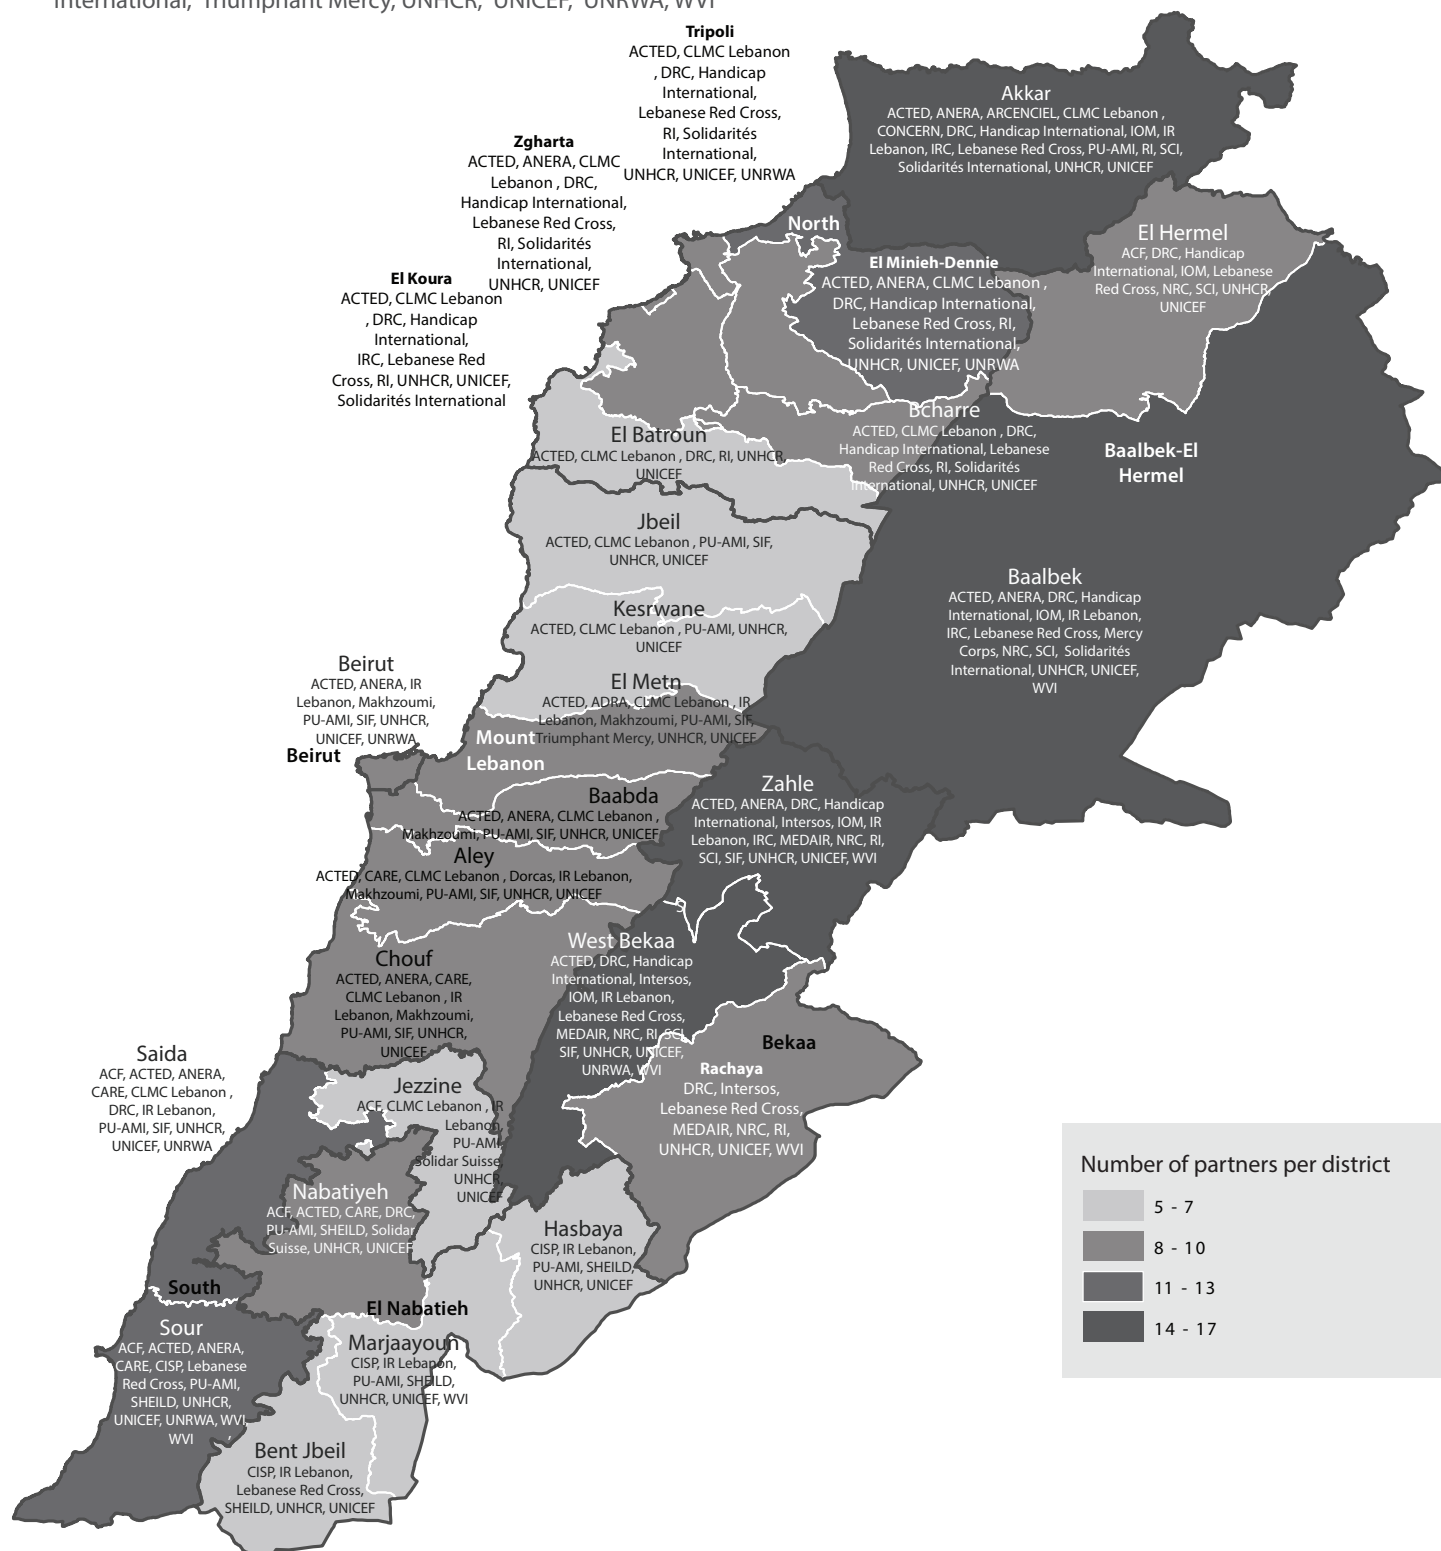 International, Triumphant Mercy, UNHCR, UNICEF, UNRWA, WVI
Tripoli
ACTED, CLMC Lebanon
, DRC, Handicap
International,
Lebanese Red Cross,
RI, Solidarités
International,
UNHCR, UNICEF, UNRWA
Akkar
ACTED, ANERA, ARCENCIEL, CLMC Lebanon ,
CONCERN, DRC, Handicap International, IOM, IR
Lebanon, IRC, Lebanese Red Cross, PU-AMI, RI, SCI,
Solidarités International, UNHCR, UNICEF
Zgharta
ACTED, ANERA, CLMC
Lebanon , DRC,
Handicap International,
Lebanese Red Cross,
RI, Solidarités
International,
UNHCR, UNICEF
North
El Hermel
ACF, DRC, Handicap
International, IOM, Lebanese
Red Cross, NRC, SCI, UNHCR,
UNICEF
El Minieh-Dennie
ACTED, ANERA, CLMC Lebanon ,
DRC, Handicap International,
Lebanese Red Cross, RI,
Solidarités International,
UNHCR, UNICEF, UNRWA
El Koura
ACTED, CLMC Lebanon
, DRC, Handicap
International,
IRC, Lebanese Red
Cross, RI, UNHCR, UNICEF,
Solidarités International
Bcharre
ACTED, CLMC Lebanon , DRC,
Handicap International, Lebanese
Red Cross, RI, Solidarités
International, UNHCR, UNICEF
El Batroun
ACTED, CLMC Lebanon , DRC, RI, UNHCR,
UNICEF
Baalbek-El
Hermel
Jbeil
ACTED, CLMC Lebanon , PU-AMI, SIF,
UNHCR, UNICEF
Baalbek
ACTED, ANERA, DRC, Handicap
International, IOM, IR Lebanon,
IRC, Lebanese Red Cross, Mercy
Corps, NRC, SCI, Solidarités
International, UNHCR, UNICEF,
WVI
Kesrwane
ACTED, CLMC Lebanon , PU-AMI, UNHCR,
UNICEF
Beirut
ACTED, ANERA, IR
Lebanon, Makhzoumi,
PU-AMI, SIF, UNHCR,
UNICEF, UNRWA
Beirut
El Metn
ACTED, ADRA, CLMC Lebanon , IR
Lebanon, Makhzoumi, PU-AMI, SIF,
Triumphant Mercy, UNHCR, UNICEF
Mount
Lebanon
Zahle
ACTED, ANERA, DRC, Handicap
International, Intersos, IOM, IR
Lebanon, IRC, MEDAIR, NRC, RI,
SCI, SIF, UNHCR, UNICEF, WVI
Baabda
ACTED, ANERA, CLMC Lebanon ,
Makhzoumi, PU-AMI, SIF, UNHCR, UNICEF
Aley
ACTED, CARE, CLMC Lebanon , Dorcas, IR Lebanon,
Makhzoumi, PU-AMI, SIF, UNHCR, UNICEF
West Bekaa
ACTED, DRC, Handicap
International, Intersos,
IOM, IR Lebanon,
Lebanese Red Cross,
MEDAIR, NRC, RI, SCI,
SIF, UNHCR, UNICEF,
UNRWA, WVI
Chouf
ACTED, ANERA, CARE,
CLMC Lebanon , IR
Lebanon, Makhzoumi,
PU-AMI, SIF, UNHCR,
UNICEF
Bekaa
Rachaya
DRC, Intersos,
Lebanese Red Cross,
MEDAIR, NRC, RI,
UNHCR, UNICEF, WVI
Saida
ACF, ACTED, ANERA,
CARE, CLMC Lebanon ,
DRC, IR Lebanon,
PU-AMI, SIF, UNHCR,
UNICEF, UNRWA
Jezzine
ACF, CLMC Lebanon , IR
Lebanon,
PU-AMI,
Solidar Suisse,
UNHCR,
UNICEF
Nabatiyeh
ACF, ACTED, CARE, DRC,
PU-AMI, SHEILD, Solidar
Suisse, UNHCR, UNICEF
Hasbaya
CISP, IR Lebanon,
PU-AMI, SHEILD,
UNHCR, UNICEF
South
El Nabatieh
Sour
ACF, ACTED, ANERA,
CARE, CISP, Lebanese
Red Cross, PU-AMI,
SHEILD, UNHCR,
UNICEF, UNRWA, WVI,
WVI ,
Marjaayoun
CISP, IR Lebanon,
PU-AMI, SHEILD,
UNHCR, UNICEF, WVI
Bent Jbeil
CISP, IR Lebanon,
Lebanese Red Cross,
SHEILD, UNHCR, UNICEF
Number of partners per district
5 - 7
8 - 10
11 - 13
14 - 17